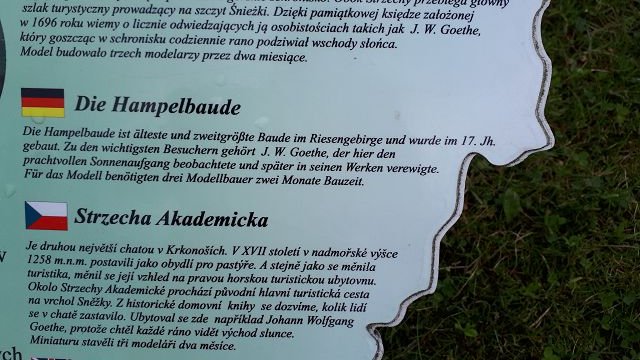 szlak turystyczny prowadzący na szczyt Śnieżki. Dzięki pamiątkowej księdze założonej
w 1696 roku wiemy o licznie odwiedzających ją osobistościach takich jak J. W. Goethe,
który goszcząc w schronisku codziennie rano podziwiał wschody słońca.
Model budowało trzech modelarzy przez dwa miesiące.
Die Hampelbaude
Die Hampelbaude ist älteste und zweitgrößte Baude im Riesengebirge und wurde im 17. Jh.
gebaut. Zu den wichtigsten Besuchern gehört J. W. Goethe, der hier den
prachtvollen Sonnenaufgang beobachtete und später in seinen Werken verewigte.
Für das Modell benötigten drei Modellbauer zwei Monate Bauzeit.
Strzecha Akademicka
Je druhou největší chatou v Krkonoších. V XVII století v nadmořské výšce
1258 m.n.m. postavili jako obydlí pro pastýře. A stejně jako se měnila
turistika, měnil se její vzhled na pravou horskou turistickou ubytovnu.
Okolo Strzechy Akademické prochází původní hlavní turistická cesta
na vrchol Sněžky. Z historické domovní knihy se dozvíme, kolik lidí
se v chatě zastavilo. Ubytoval se zde například Johann Wolfgang
Goethe, protože chtěl každé ráno vidět východ slunce.
Miniaturu stavěli tři modeláři dva měsíce.